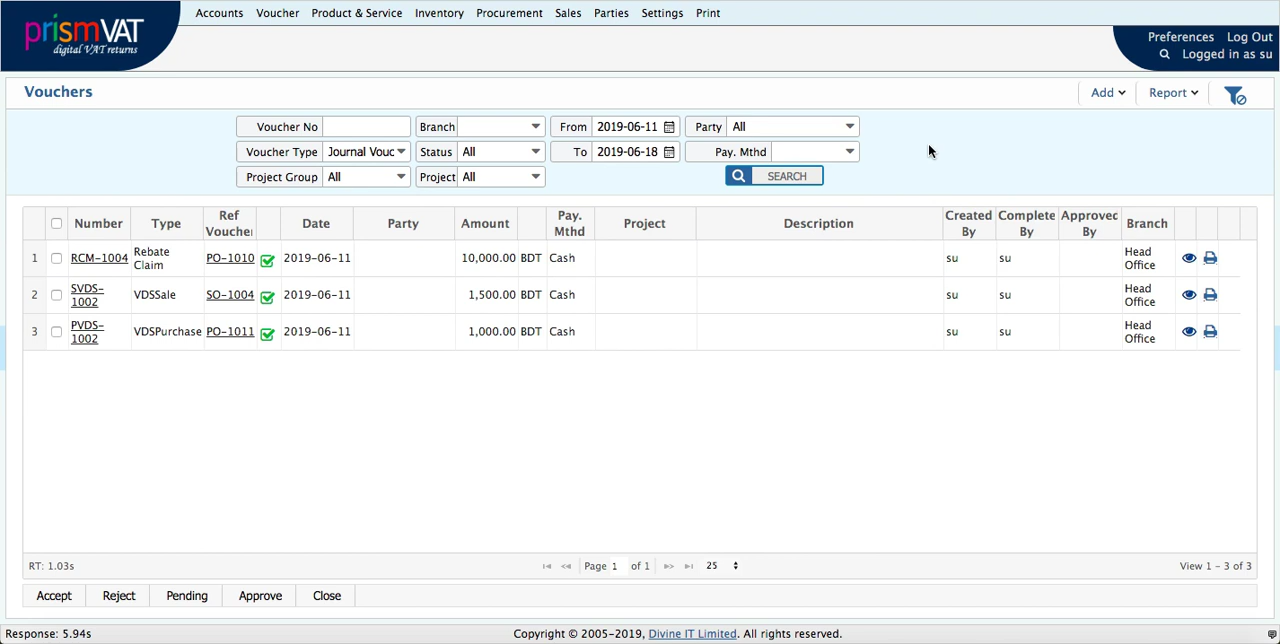 Accounts Voucher Product & Service Inventory Procurement Sales Parties Settings Print
prismVAT
digital VAT returns
Preferences Log Out
Logged in as su
Vouchers
Add Report
Voucher No Branch From 2019-06-11 Party All
Voucher Type Journal Vouc Status All To 2019-06-18 Pay. Mthd
Project Group All Project All SEARCH
Number Type Ref Voucher Date Party Amount Pay. Mthd Project Description Created By Complete By Approved By Branch
1 RCM-1004 Rebate Claim PO-1010 2019-06-11 10,000.00 BDT Cash su su Head Office
2 SVDS-1002 VDSSale SO-1004 2019-06-11 1,500.00 BDT Cash su su Head Office
3 PVDS-1002 VDSPurchase PO-1011 2019-06-11 1,000.00 BDT Cash su su Head Office
RT: 1.03s Page 1 of 1 25 View 1 - 3 of 3
Accept Reject Pending Approve Close
Response: 5.94s Copyright © 2005-2019, Divine IT Limited. All rights reserved.